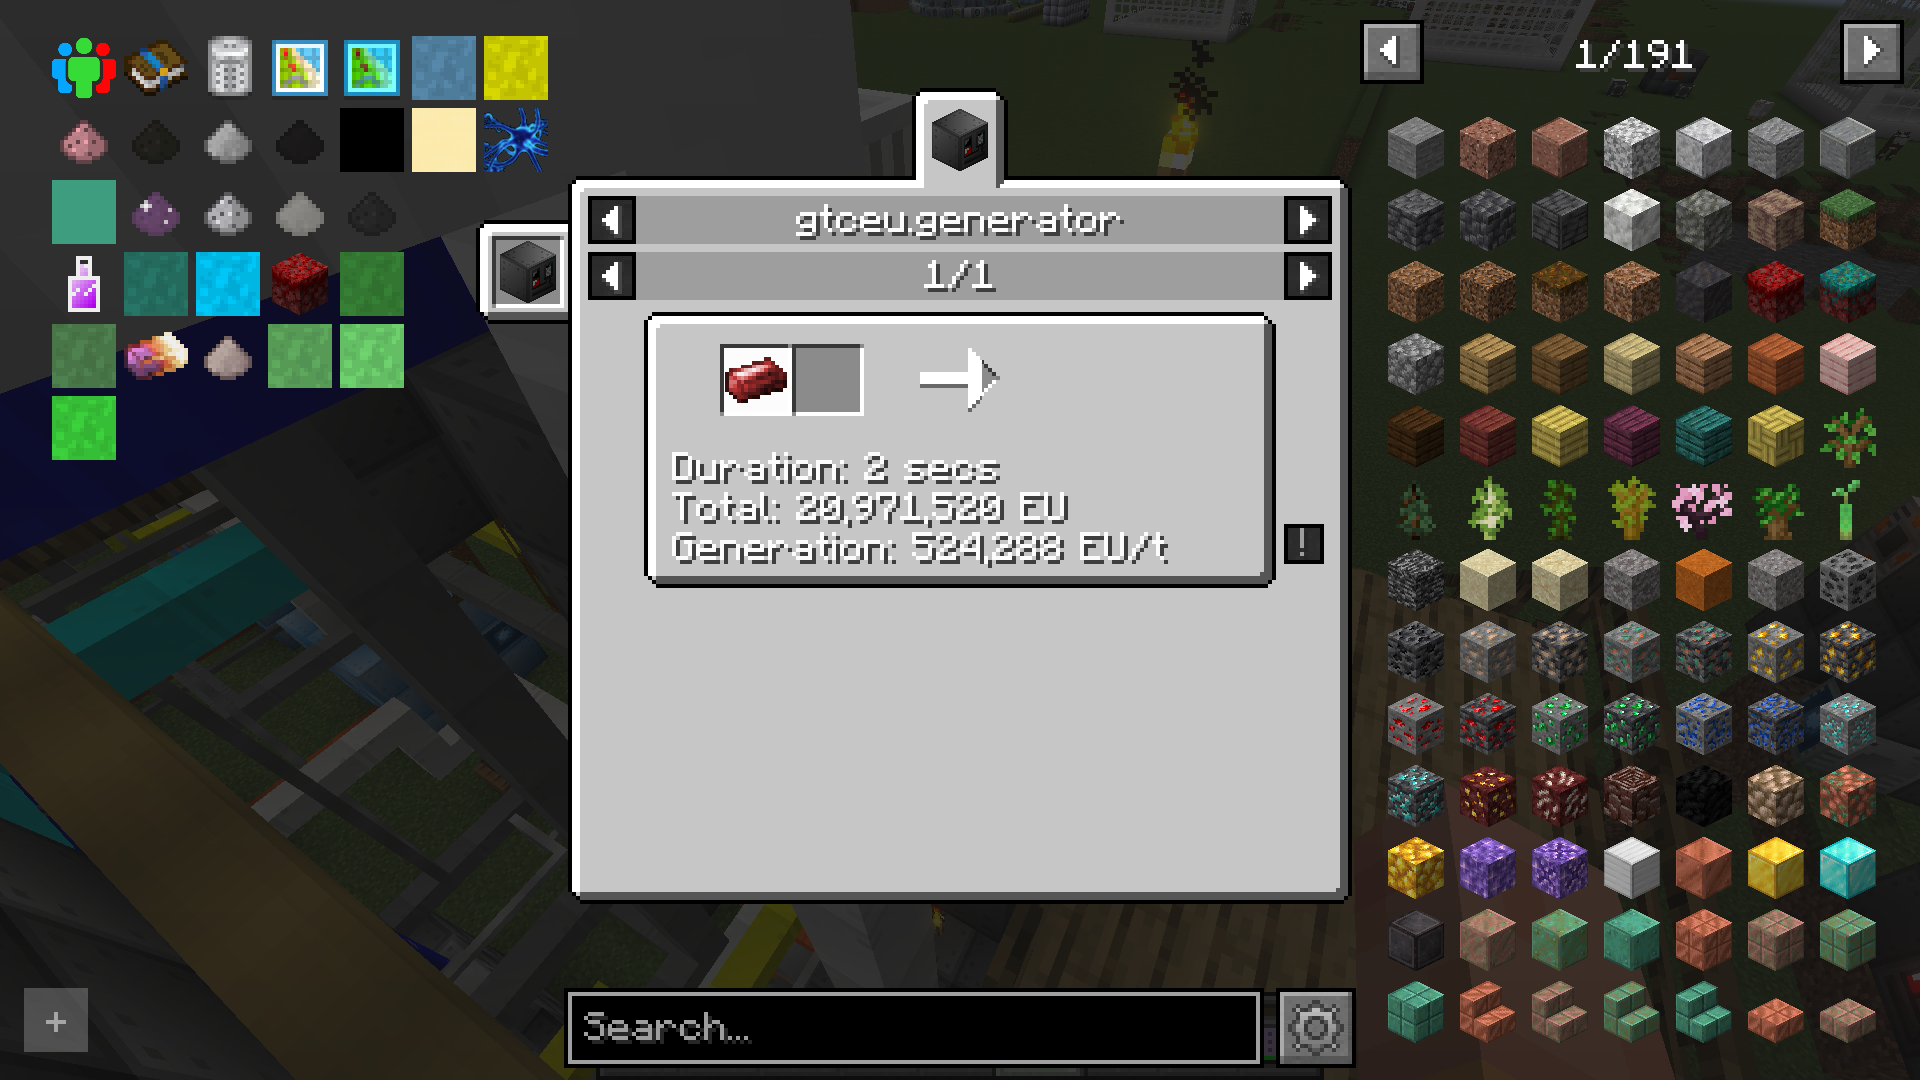 1/191
gtceu.generator
1/1
Duration: 2 secs
Total: 20,971,520 EU
Generation: 524,288 EU/t
!
Search...
+